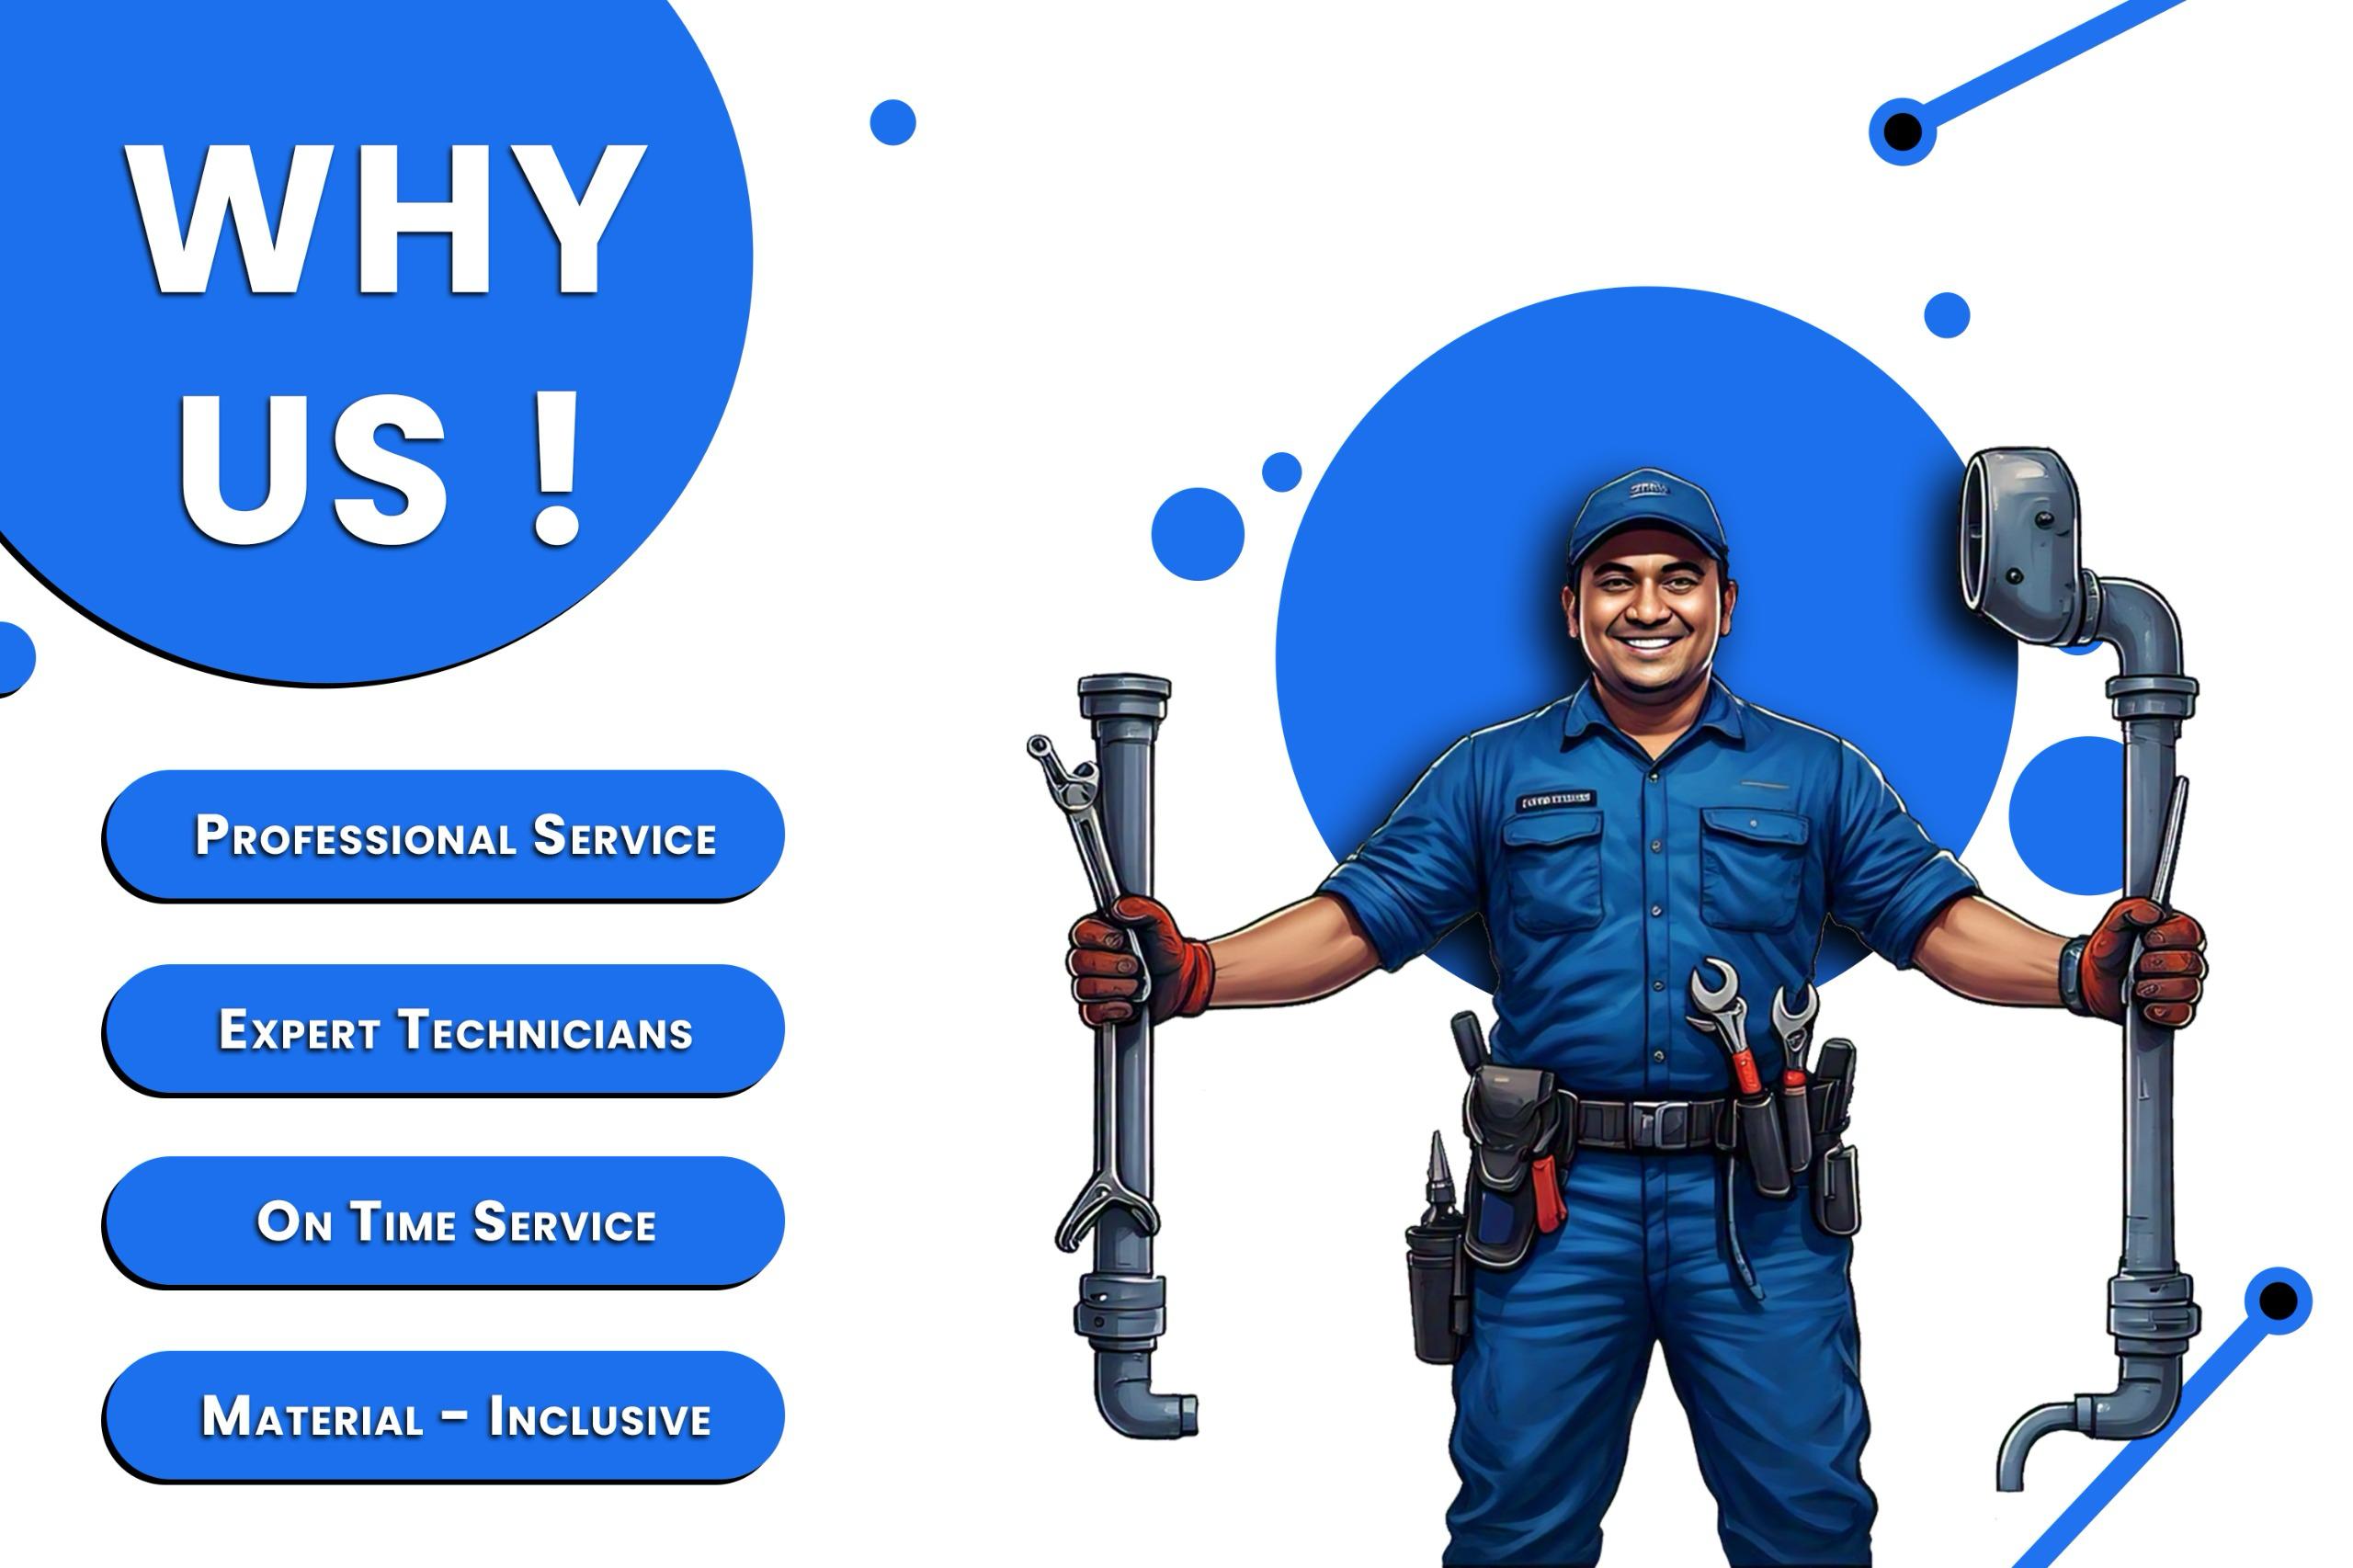 WHY
US !
Professional Service
Expert Technicians
On Time Service
Material - Inclusive